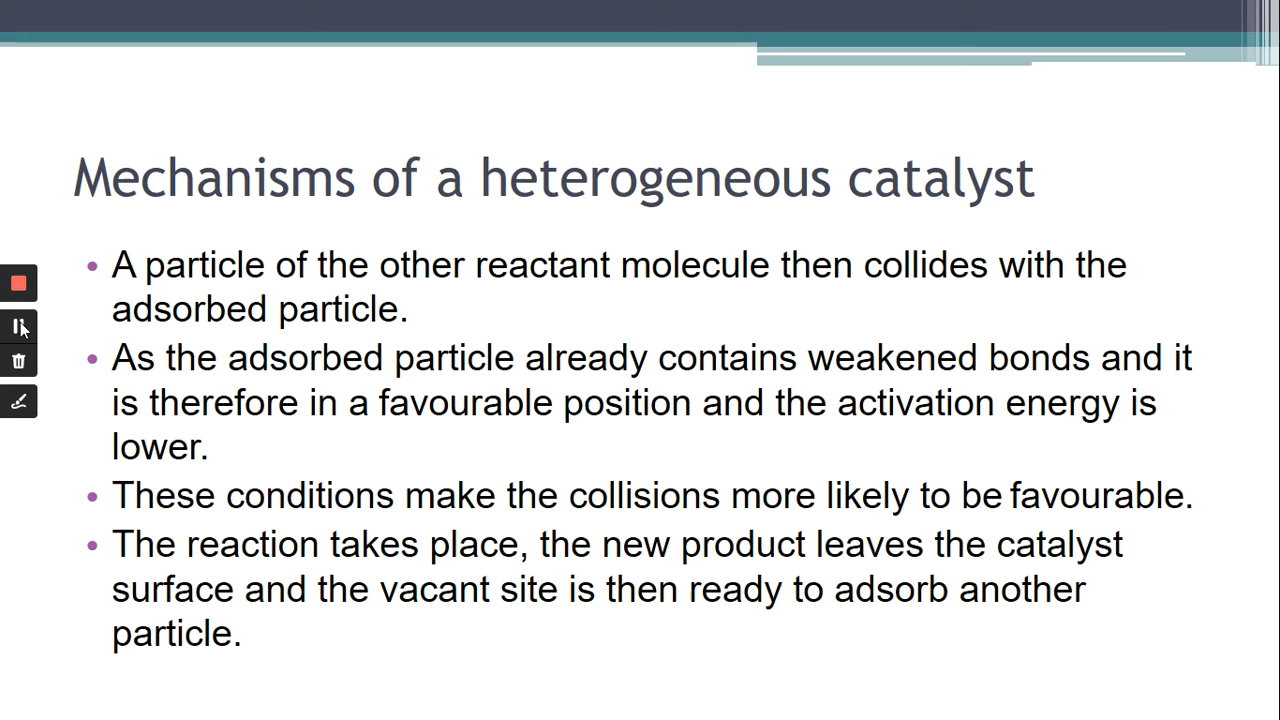 Mechanisms of a heterogeneous catalyst
• A particle of the other reactant molecule then collides with the
adsorbed particle.
• As the adsorbed particle already contains weakened bonds and it
is therefore in a favourable position and the activation energy is
lower.
• These conditions make the collisions more likely to be favourable.
• The reaction takes place, the new product leaves the catalyst
surface and the vacant site is then ready to adsorb another
particle.